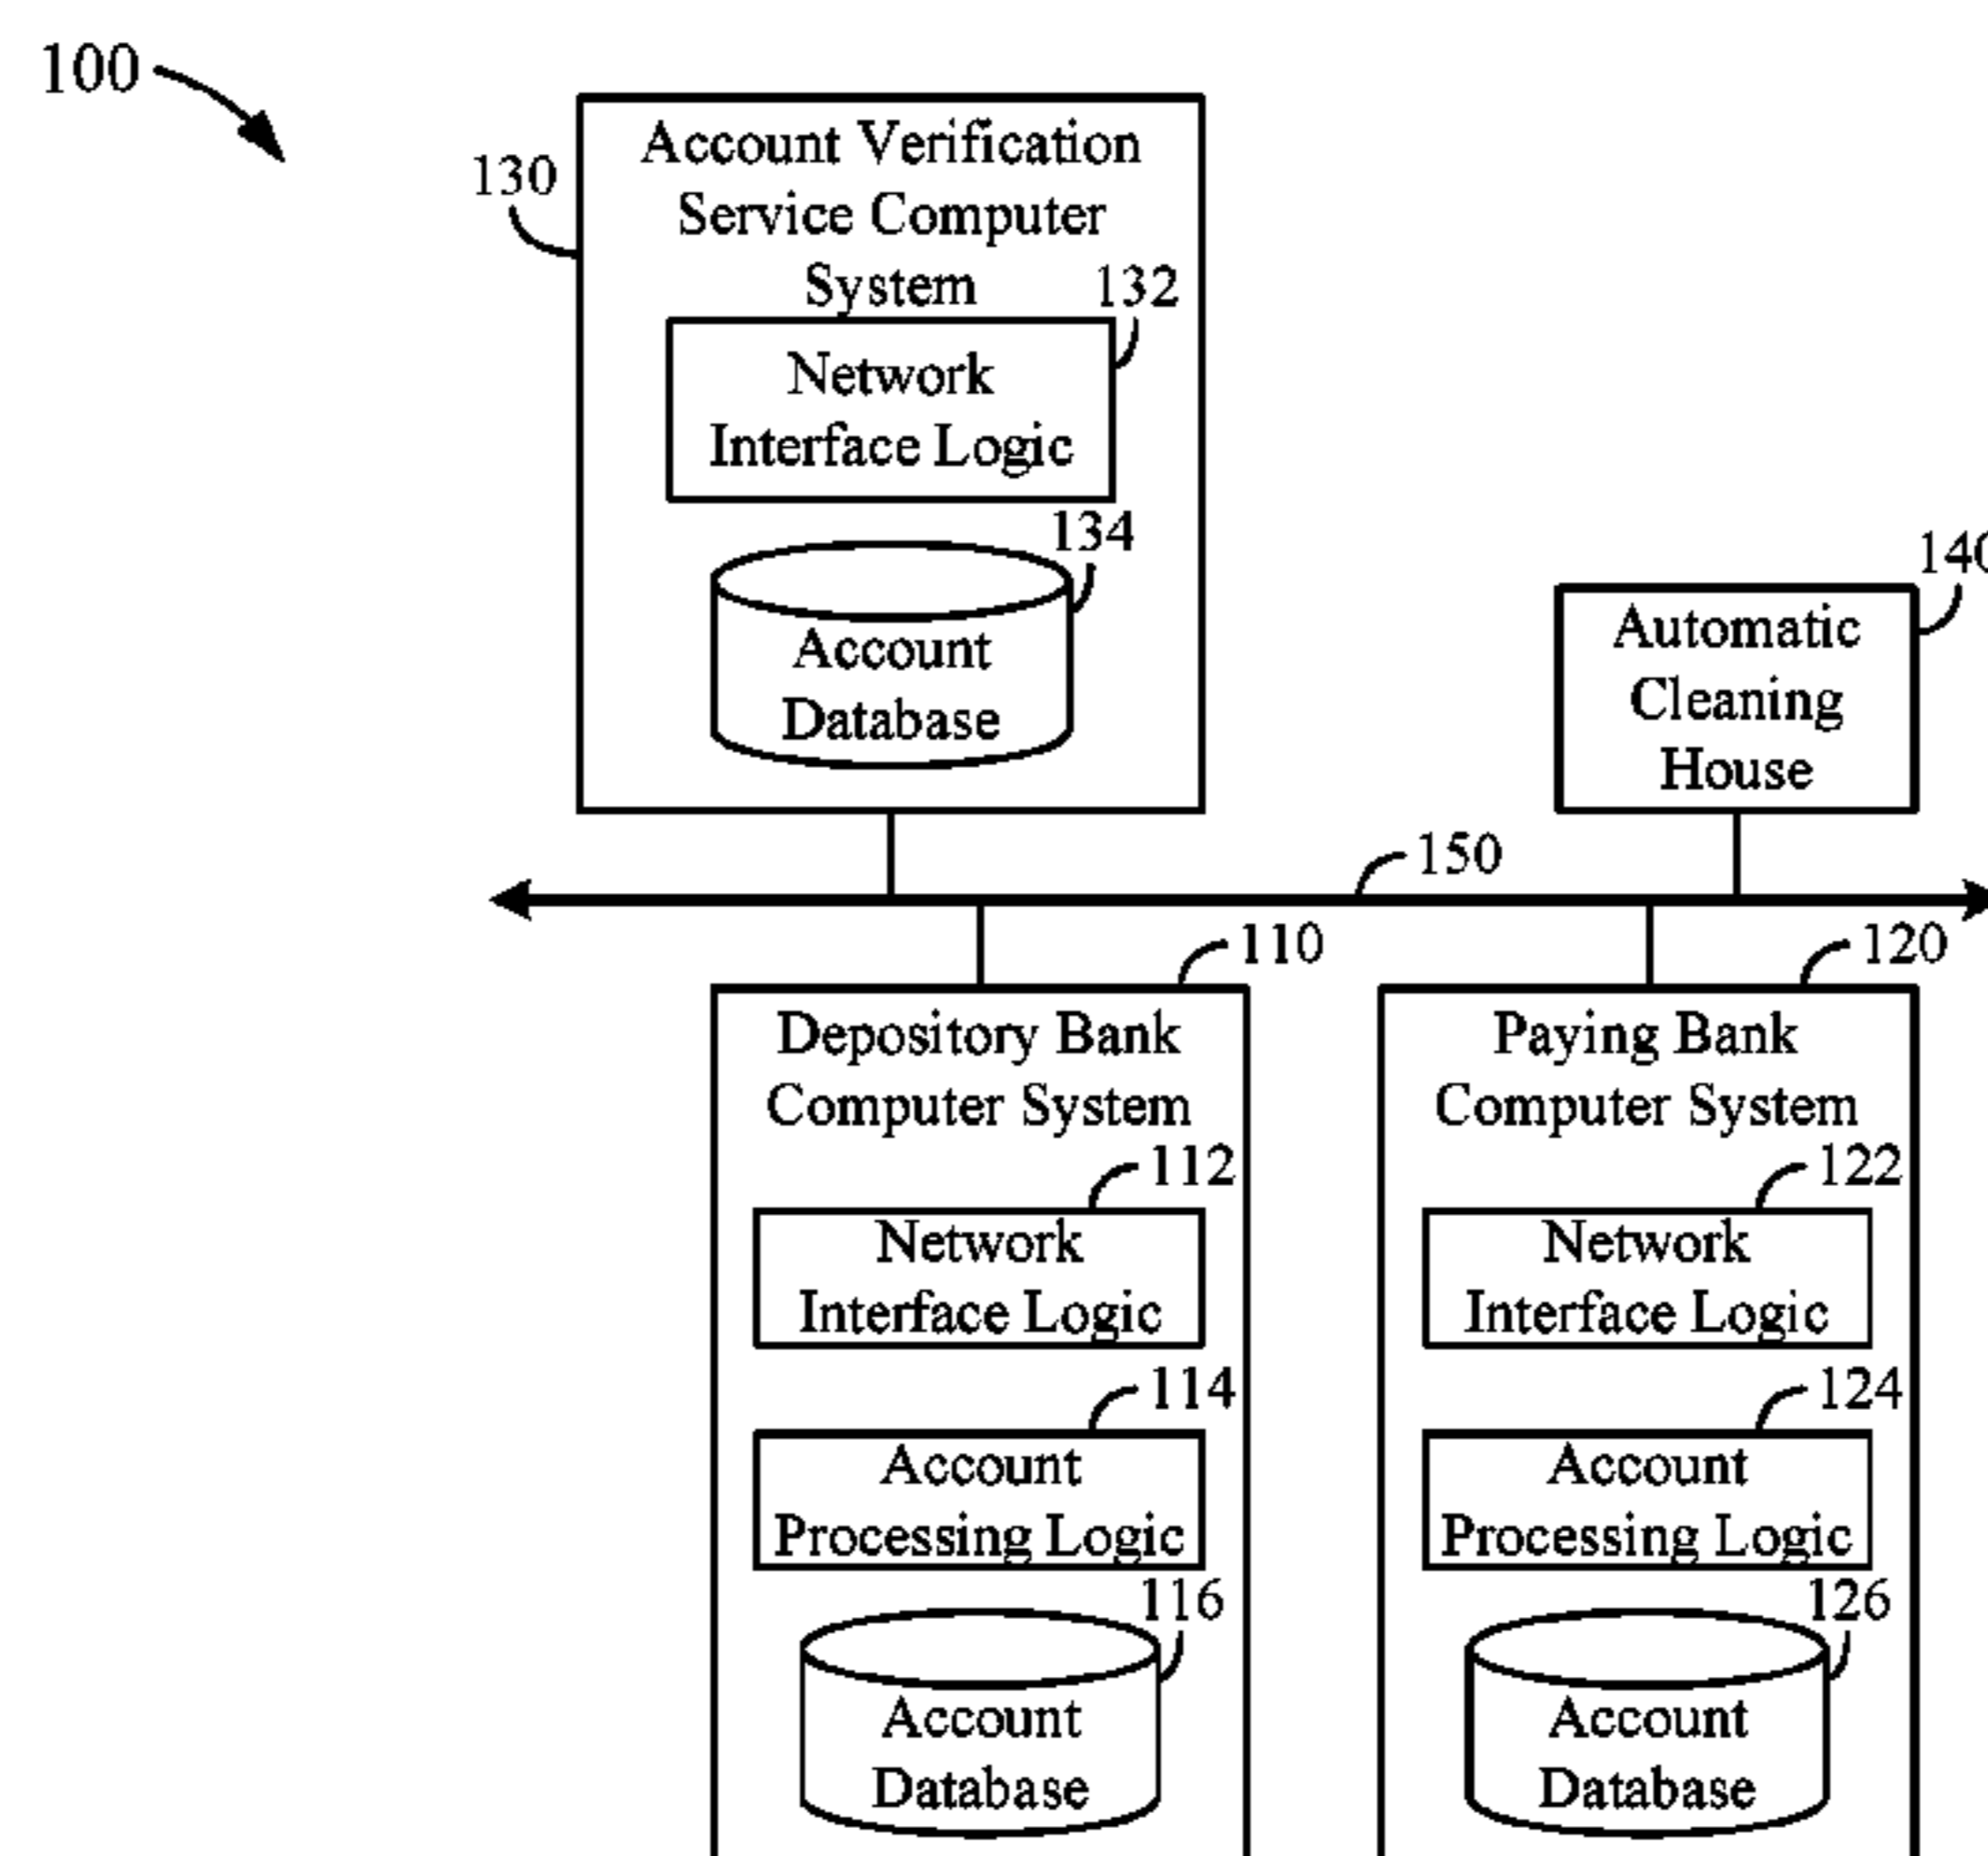 100
130
Account Verification
Service Computer
System
132
Network
Interface Logic
134
Account
Database
140
Automatic
Cleaning
House
150
110
Depository Bank
Computer System
112
Network
Interface Logic
114
Account
Processing Logic
116
Account
Database
120
Paying Bank
Computer System
122
Network
Interface Logic
124
Account
Processing Logic
126
Account
Database